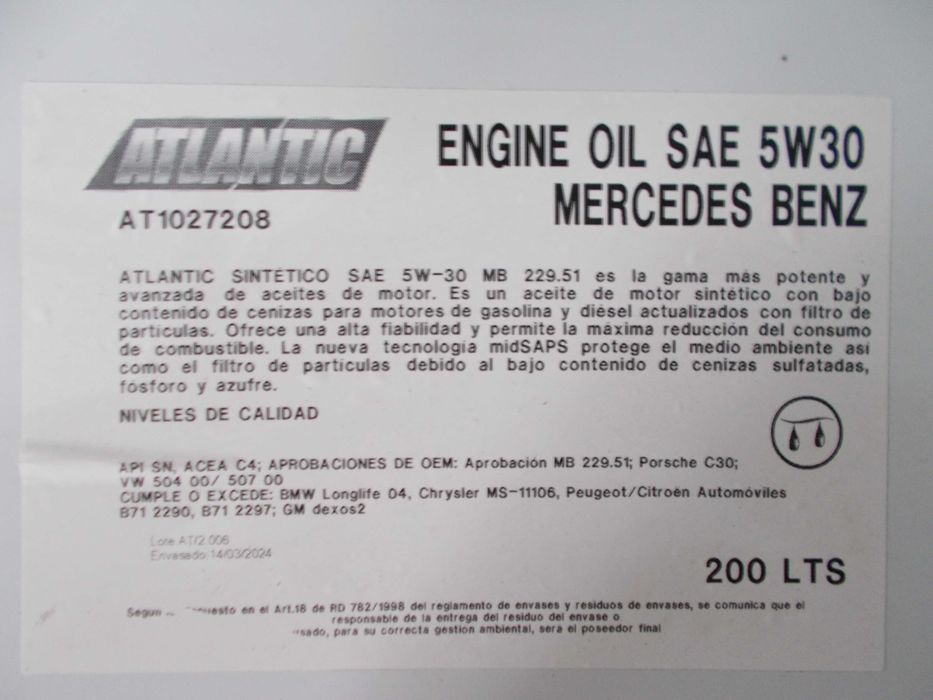 ATLANTIC
ENGINE OIL SAE 5W30
MERCEDES BENZ
AT1027208
ATLANTIC SINTÉTICO SAE 5W-30 MB 229.51 es la gama más potente y
avanzada de aceites de motor. Es un aceite de motor sintético con bajo
contenido de cenizas para motores de gasolina y diésel actualizados con filtro de
partículas. Ofrece una alta fiabilidad y permite la máxima reducción del consumo
de combustible. La nueva tecnología midSAPS protege el medio ambiente así
como el filtro de partículas debido al bajo contenido de cenizas sulfatadas,
fósforo y azufre.
NIVELES DE CALIDAD
API SN, ACEA C4; APROBACIONES DE OEM: Aprobación MB 229.51; Porsche C30;
VW 504 00/ 507 00
CUMPLE O EXCEDE: BMW Longlife 04, Chrysler MS-11106, Peugeot/Citroën Automóviles
B71 2290, B71 2297; GM dexos2
Lote AT/2.006
Envasado 14/03/2024
200 LTS
Segun en el Art.18 de RD 782/1998 del reglamento de envases y residuos de envases, se comunica que el
responsable de la entrega del residuo del envase o
para su correcta gestion ambiental, sera el poseedor final